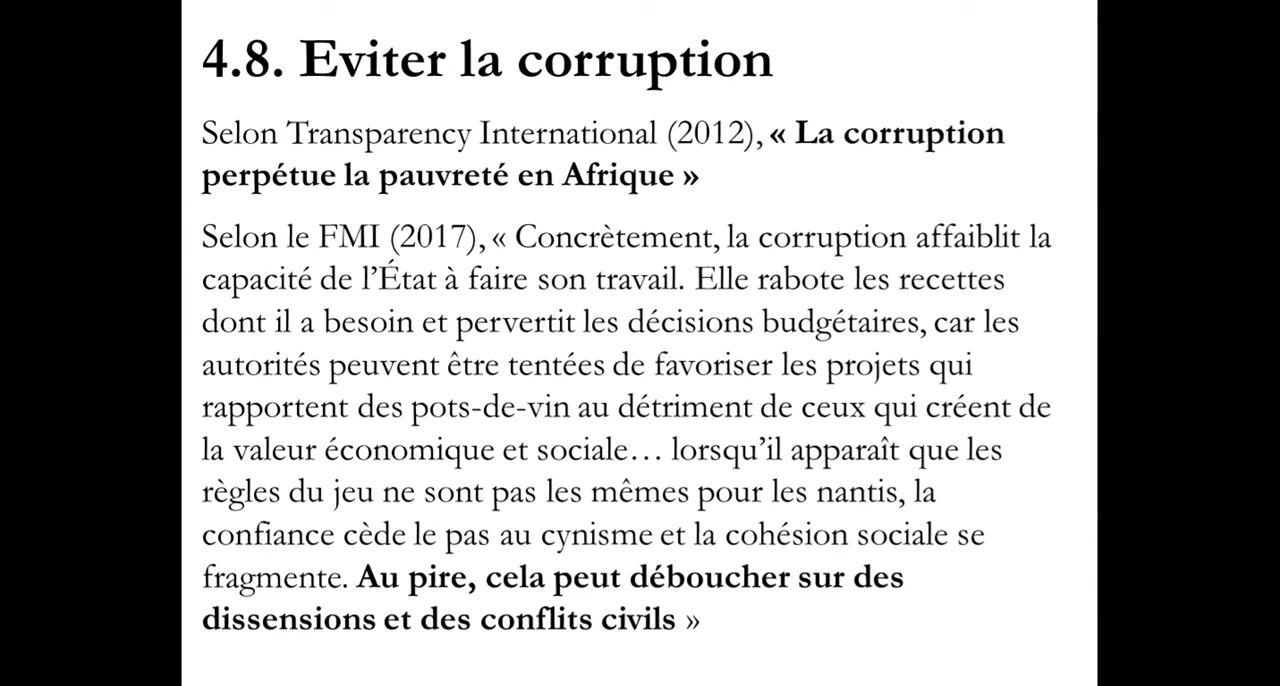 4.8. Eviter la corruption
Selon Transparency International (2012), « La corruption
perpétue la pauvreté en Afrique »
Selon le FMI (2017), « Concrètement, la corruption affaiblit la
capacité de l’État à faire son travail. Elle rabote les recettes
dont il a besoin et pervertit les décisions budgétaires, car les
autorités peuvent être tentées de favoriser les projets qui
rapportent des pots-de-vin au détriment de ceux qui créent de
la valeur économique et sociale… lorsqu’il apparaît que les
règles du jeu ne sont pas les mêmes pour les nantis, la
confiance cède le pas au cynisme et la cohésion sociale se
fragmente. Au pire, cela peut déboucher sur des
dissensions et des conflits civils »